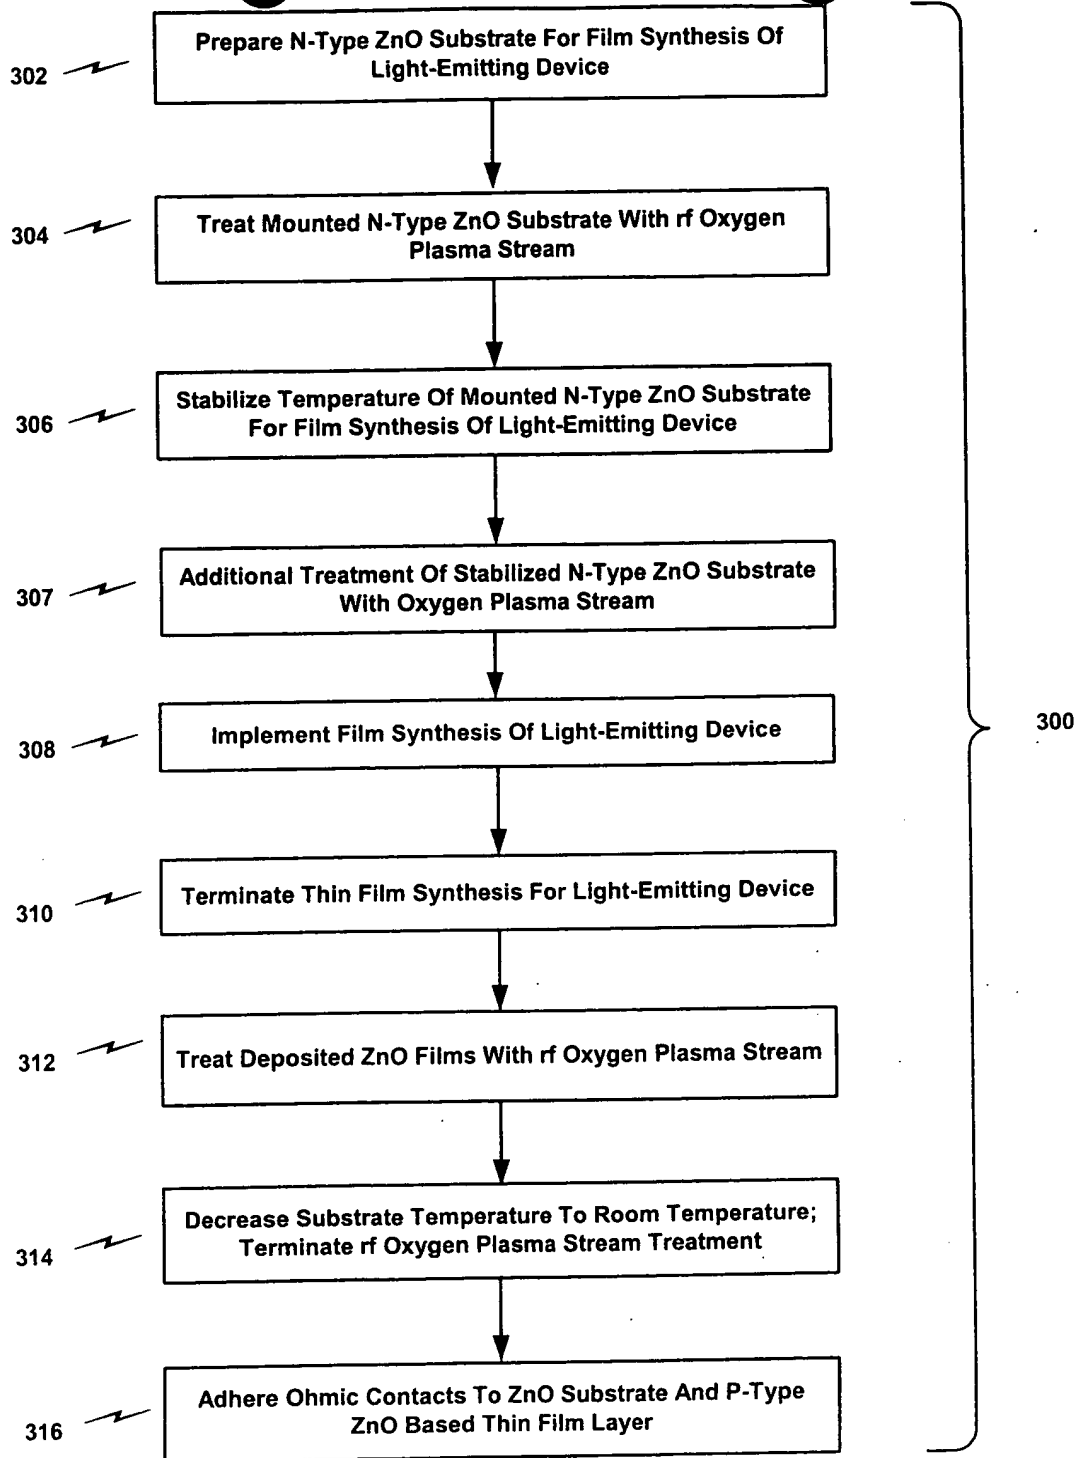 Prepare N-Type ZnO Substrate For Film Synthesis Of
Light-Emitting Device
302
Treat Mounted N-Type ZnO Substrate With rf Oxygen
Plasma Stream
304
Stabilize Temperature Of Mounted N-Type ZnO Substrate
For Film Synthesis Of Light-Emitting Device
306
Additional Treatment Of Stabilized N-Type ZnO Substrate
With Oxygen Plasma Stream
307
Implement Film Synthesis Of Light-Emitting Device
308
300
Terminate Thin Film Synthesis For Light-Emitting Device
310
Treat Deposited ZnO Films With rf Oxygen Plasma Stream
312
Decrease Substrate Temperature To Room Temperature;
Terminate rf Oxygen Plasma Stream Treatment
314
Adhere Ohmic Contacts To ZnO Substrate And P-Type
ZnO Based Thin Film Layer
316